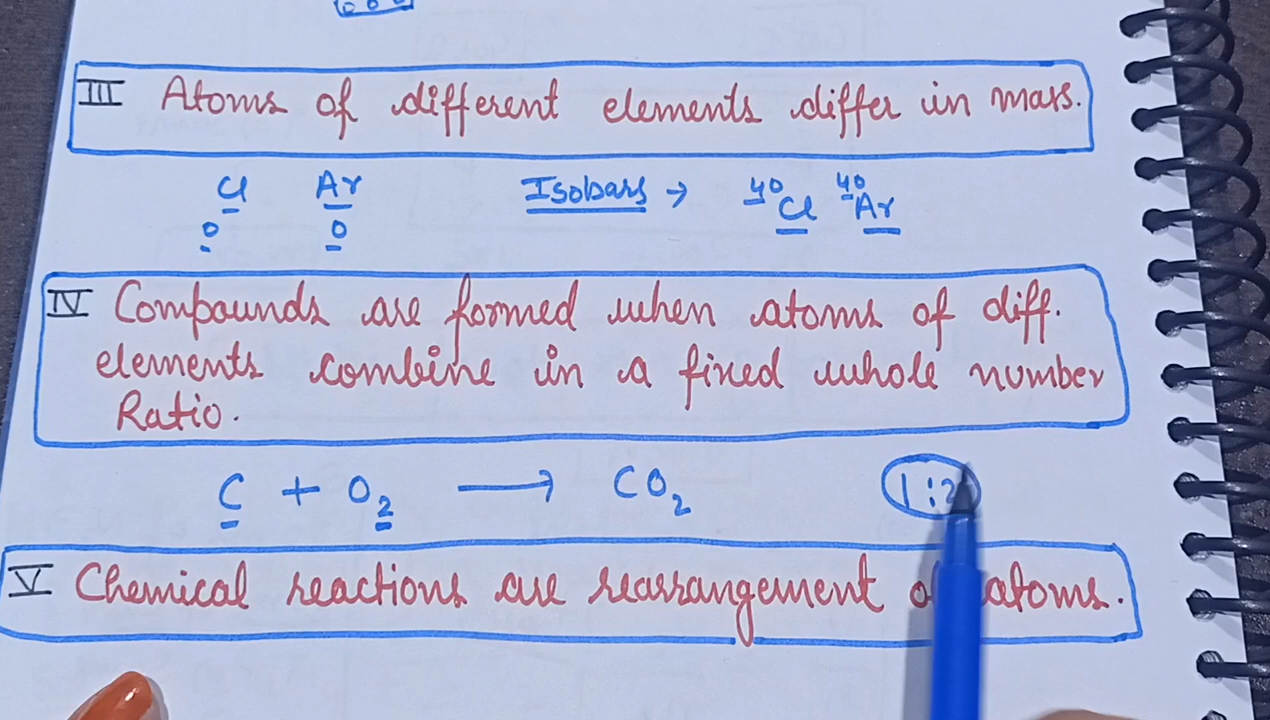 III Atoms of different elements differ in mass.
Cl Ar Isobars → ⁴⁰Cl ⁴⁰Ar
IV Compounds are formed when atoms of diff.
elements combine in a fixed whole number
Ratio.
C + O₂ ⟶ CO₂ 1:2
V Chemical reactions are rearrangement of atoms.